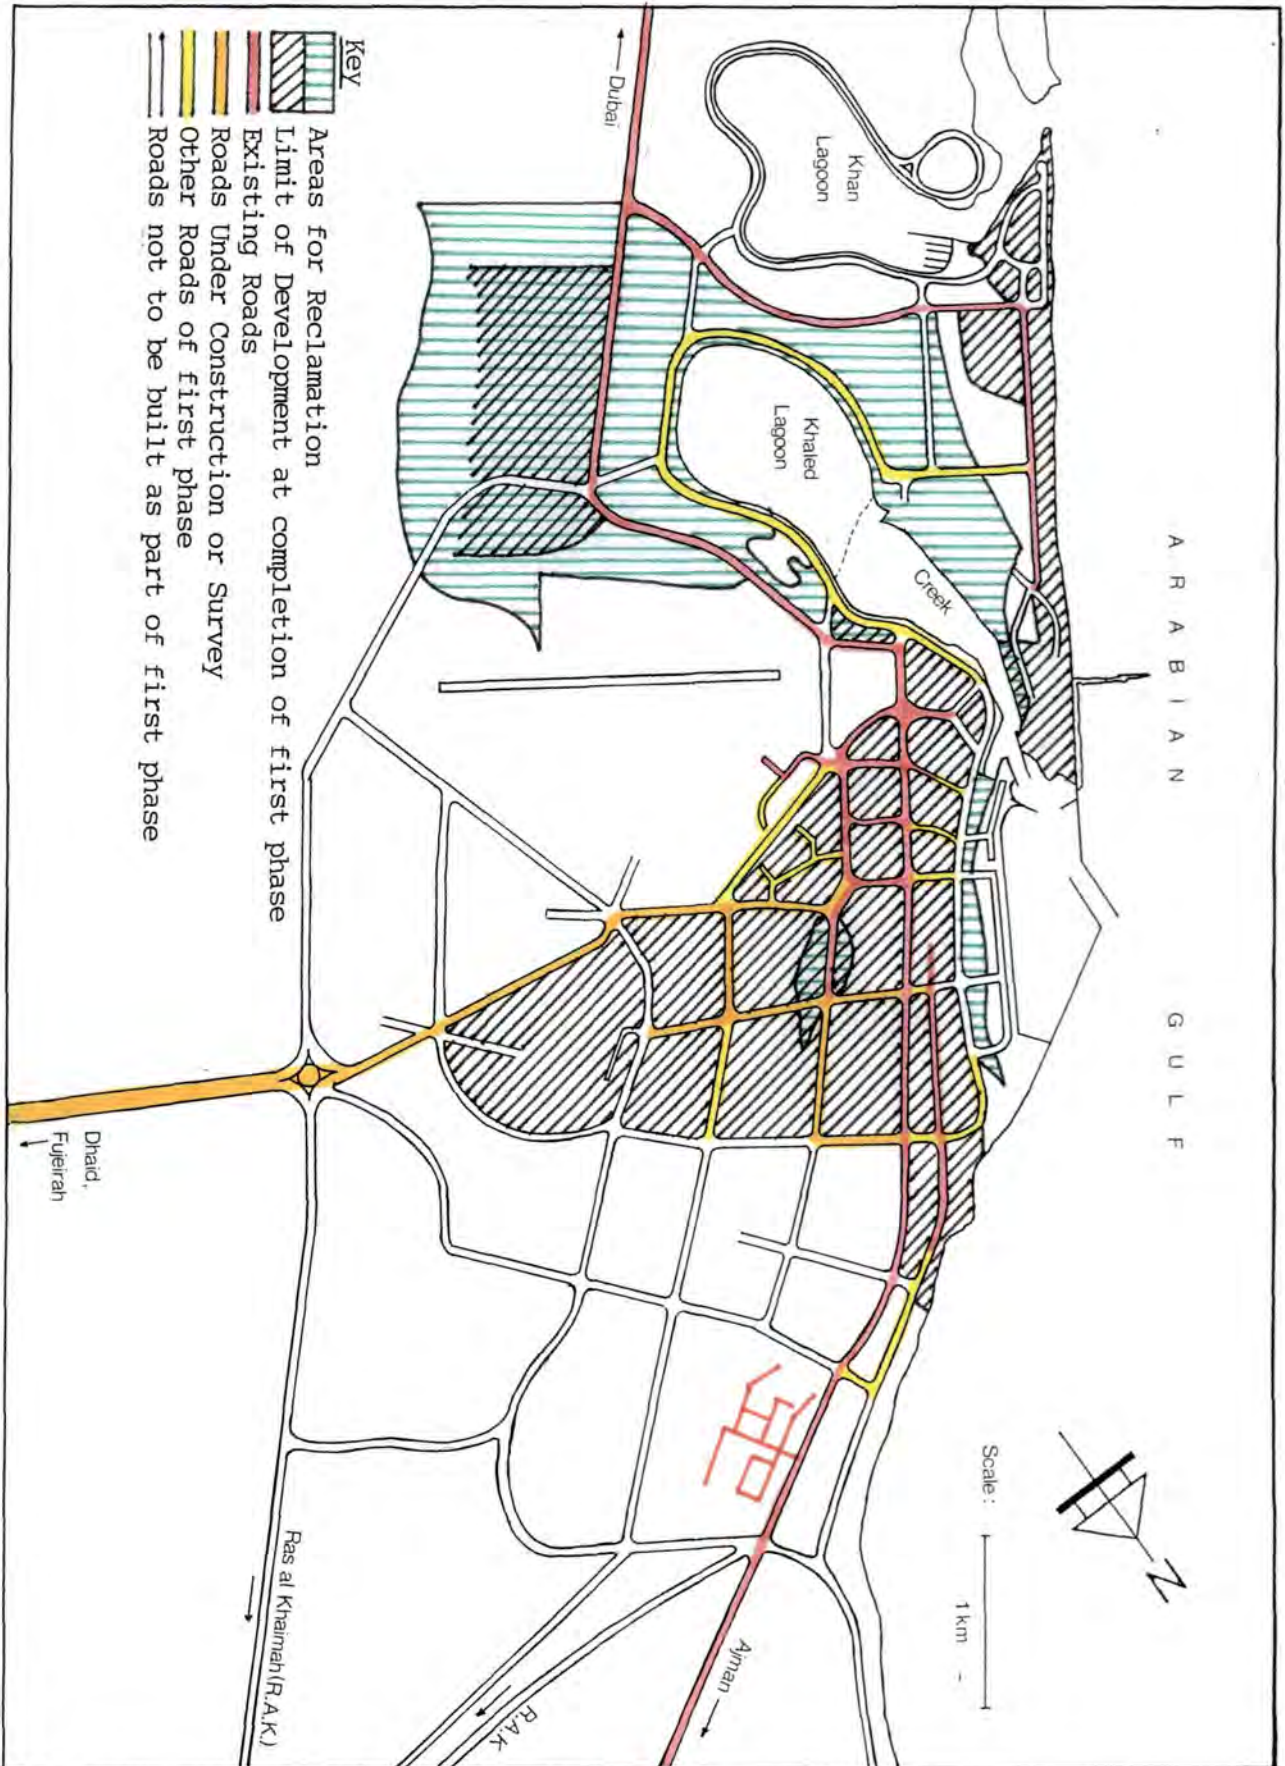 Key
Areas for Reclamation
Limit of Development at completion of first phase
Existing Roads
Roads Under Construction or Survey
Other Roads of first phase
Roads not to be built as part of first phase
Dubai
Khan
Lagoon
Khaled
Lagoon
Creek
ARABIAN GULF
Scale :
1 km
N
Ajman
R.A.K.
Ras al Khaimah (R.A.K.)
Dhaid,
Fujeirah